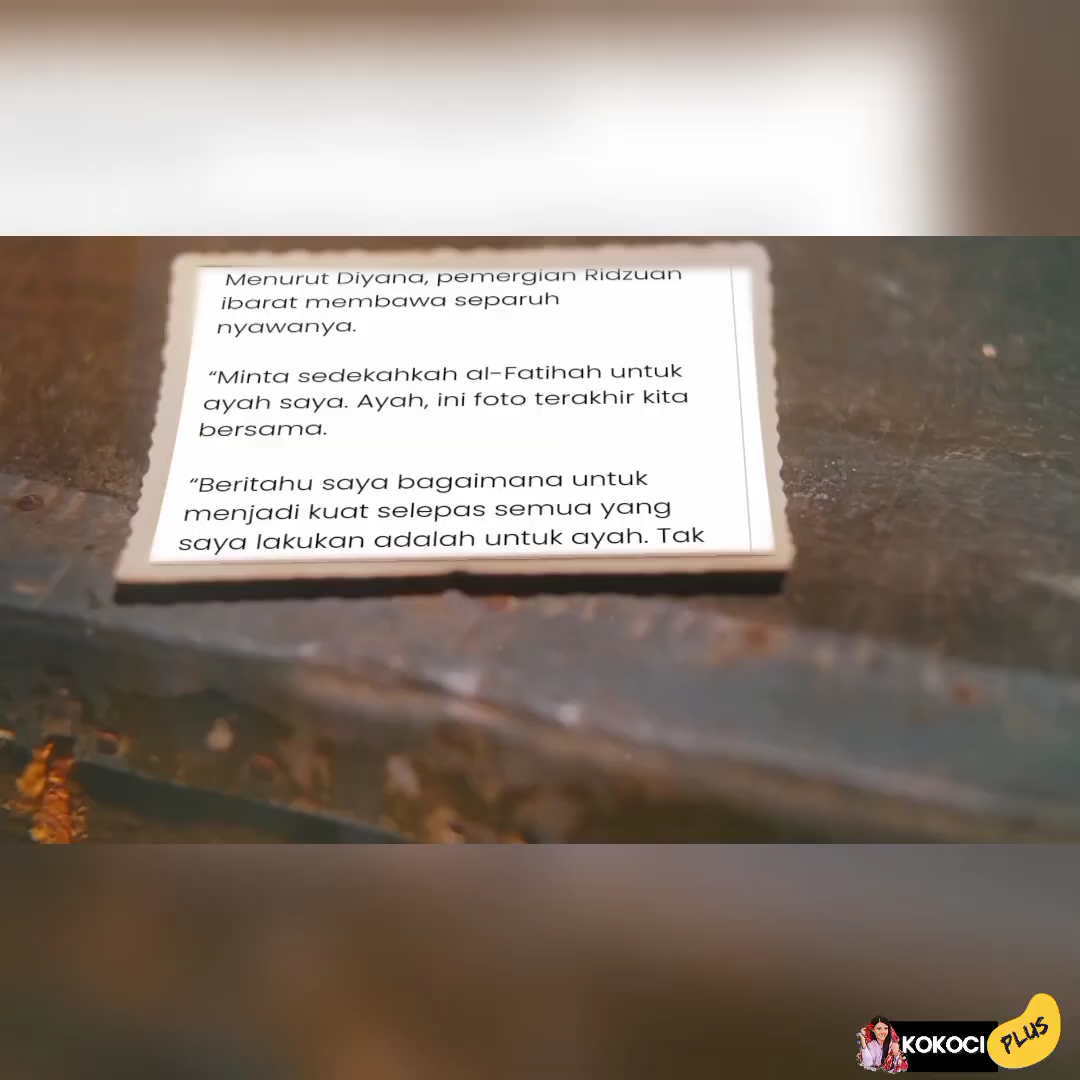 Menurut Diyana, pemergian Ridzuan
ibarat membawa separuh
nyawanya.
“Minta sedekahkah al-Fatihah untuk
ayah saya. Ayah, ini foto terakhir kita
bersama.
“Beritahu saya bagaimana untuk
menjadi kuat selepas semua yang
saya lakukan adalah untuk ayah. Tak
KOKOCI PLUS